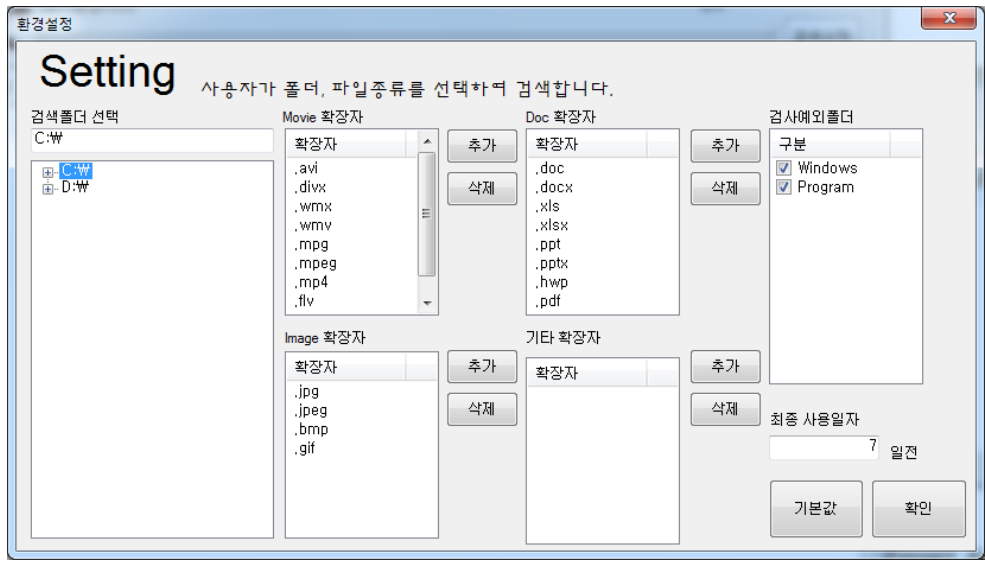 환경설정
Setting 사용자가 폴더, 파일종류를 선택하여 검색합니다.
검색폴더 선택
C:₩
C:₩
D:₩
Movie 확장자
확장자
.avi
.divx
.wmx
.wmv
.mpg
.mpeg
.mp4
.flv
추가
삭제
Doc 확장자
확장자
.doc
.docx
.xls
.xlsx
.ppt
.pptx
.hwp
.pdf
추가
삭제
검사예외폴더
구분
Windows
Program
Image 확장자
확장자
.jpg
.jpeg
.bmp
.gif
추가
삭제
기타 확장자
확장자
추가
삭제
최종 사용일자
7 일전
기본값
확인